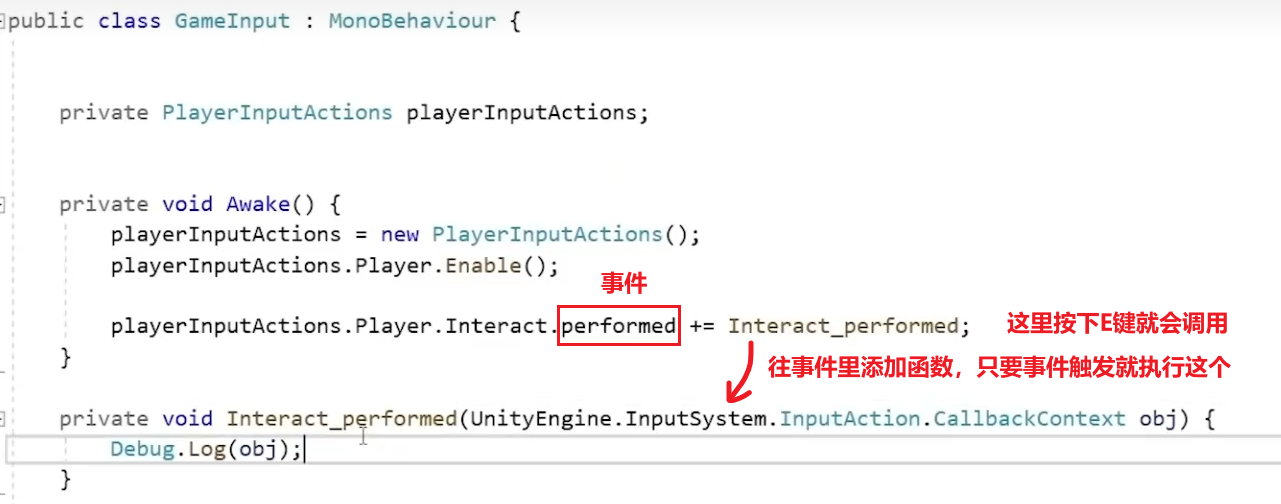 public class GameInput : MonoBehaviour {
private PlayerInputActions playerInputActions;
private void Awake() {
playerInputActions = new PlayerInputActions();
playerInputActions.Player.Enable();
事件
playerInputActions.Player.Interact.performed += Interact_performed; 这里按下E键就会调用
} 往事件里添加函数，只要事件触发就执行这个
private void Interact_performed(UnityEngine.InputSystem.InputAction.CallbackContext obj) {
Debug.Log(obj);
}